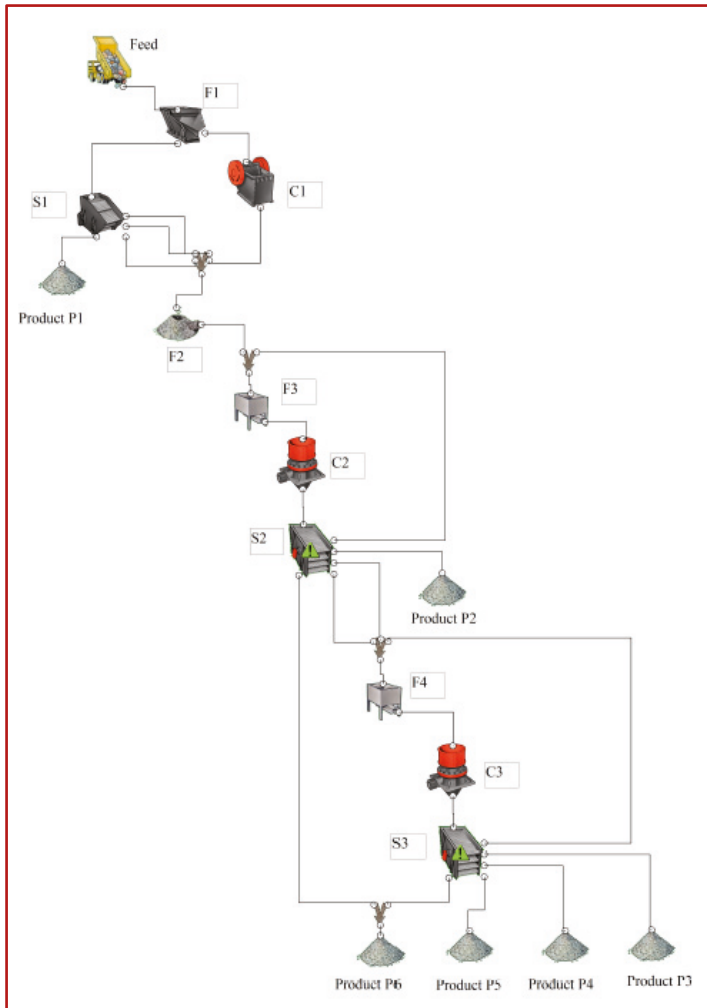 Feed
F1
C1
S1
Product P1
F2
F3
C2
S2
Product P2
F4
C3
S3
Product P6
Product P5
Product P4
Product P3